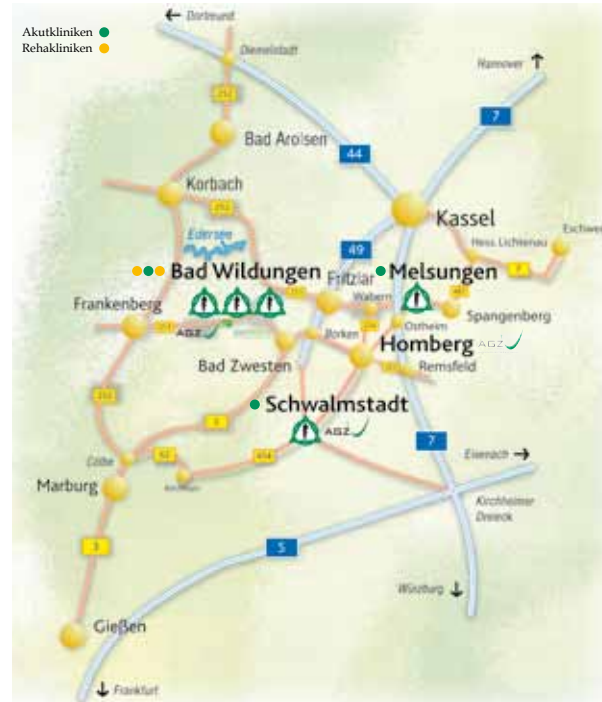 Akutkliniken
Rehakliniken
Dortmund
Diemelstadt
Hannover
252
7
Bad Arolsen
44
Korbach
252
Kassel
Edersee
49
Hess. Lichtenau
7
Bad Wildungen
Fritzlar
Melsungen
Wabern
Frankenberg
Spangenberg
AGZ
Ostheim
Borken
Homberg
AGZ
Bad Zwesten
Remsfeld
252
3
Schwalmstadt
AGZ
7
Cölbe
62
454
Eisenach
Marburg
Kirchheimer
Dreieck
3
5
Würzburg
Gießen
Frankfurt